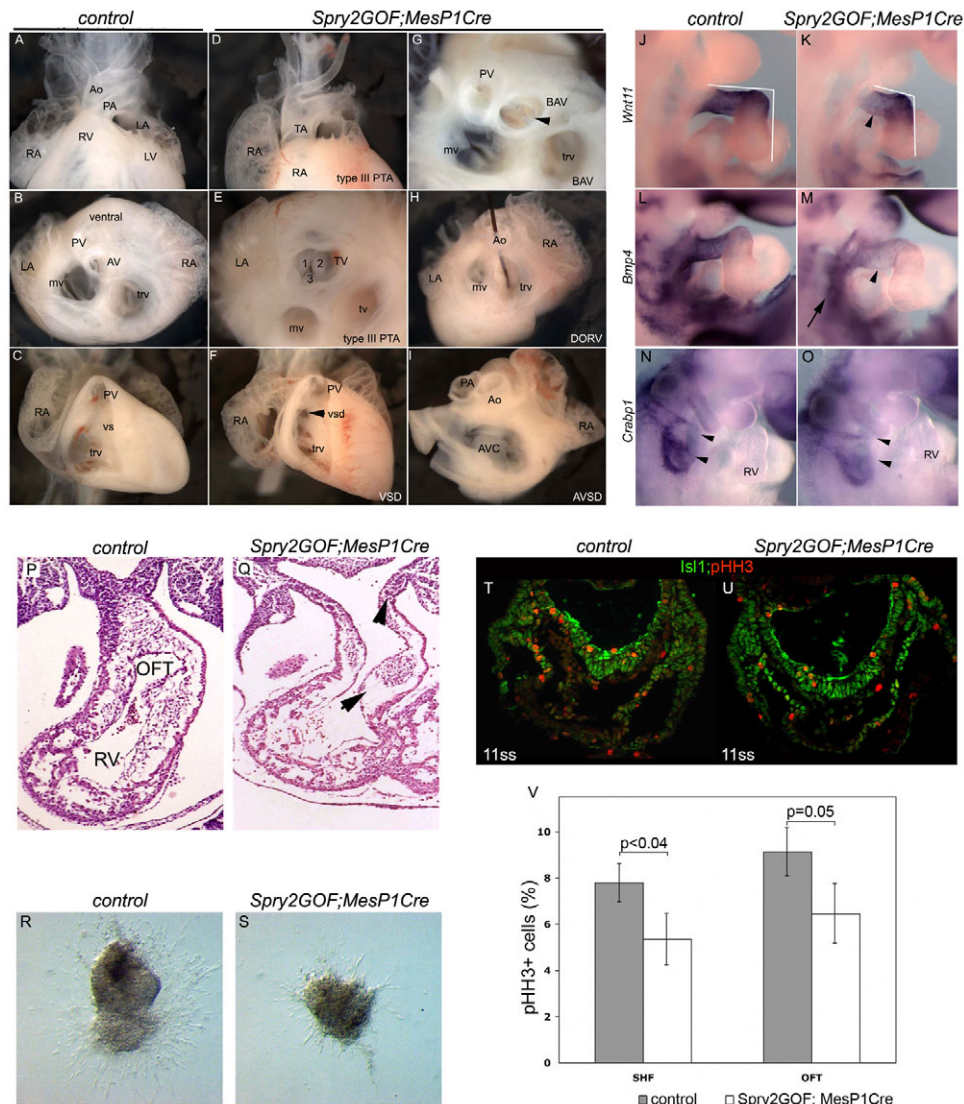 control
Spry2GOF;MesP1Cre
A
Ao
PA
LA
RV
RA
LV
D
TA
RA
RA
type III PTA
G
PV
BAV
mv
trv
BAV
B
ventral
PV
LA
AV
RA
mv
trv
E
LA
1 2
TV
3
tv
mv
type III PTA
H
Ao
RA
LA
mv
trv
DORV
C
PV
RA
vs
trv
F
PV
RA
vsd
trv
VSD
I
PA
Ao
RA
AVC
AVSD
control
Spry2GOF;MesP1Cre
Wnt11
J
K
Bmp4
L
M
Crabp1
N
RV
O
RV
control
Spry2GOF;MesP1Cre
P
OFT
RV
Q
control
Spry2GOF;MesP1Cre
Isl1;pHH3
T
11ss
U
11ss
control
Spry2GOF;MesP1Cre
R
S
V
pHH3+ cells (%)
10
8
6
4
2
0
p<0.04
p=0.05
SHF
OFT
control
Spry2GOF; MesP1Cre